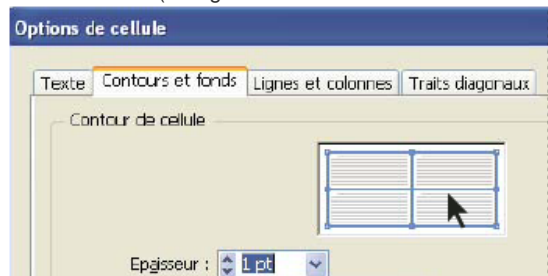 Options de cellule
Texte Contours et fonds Lignes et colonnes Traits diagonaux
Contour de cellule
Epaisseur : 1 pt